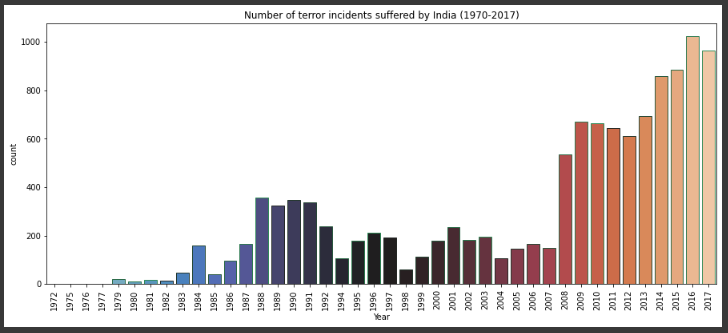 Number of terror incidents suffered by India (1970-2017)
1000
800
600
400
200
0
count
1972 1975 1976 1977 1979 1980 1981 1982 1983 1984 1985 1986 1987 1988 1989 1990 1991 1992 1994 1995 1996 1997 1998 1999 2000 2001 2002 2003 2004 2005 2006 2007 2008 2009 2010 2011 2012 2013 2014 2015 2016 2017
Year